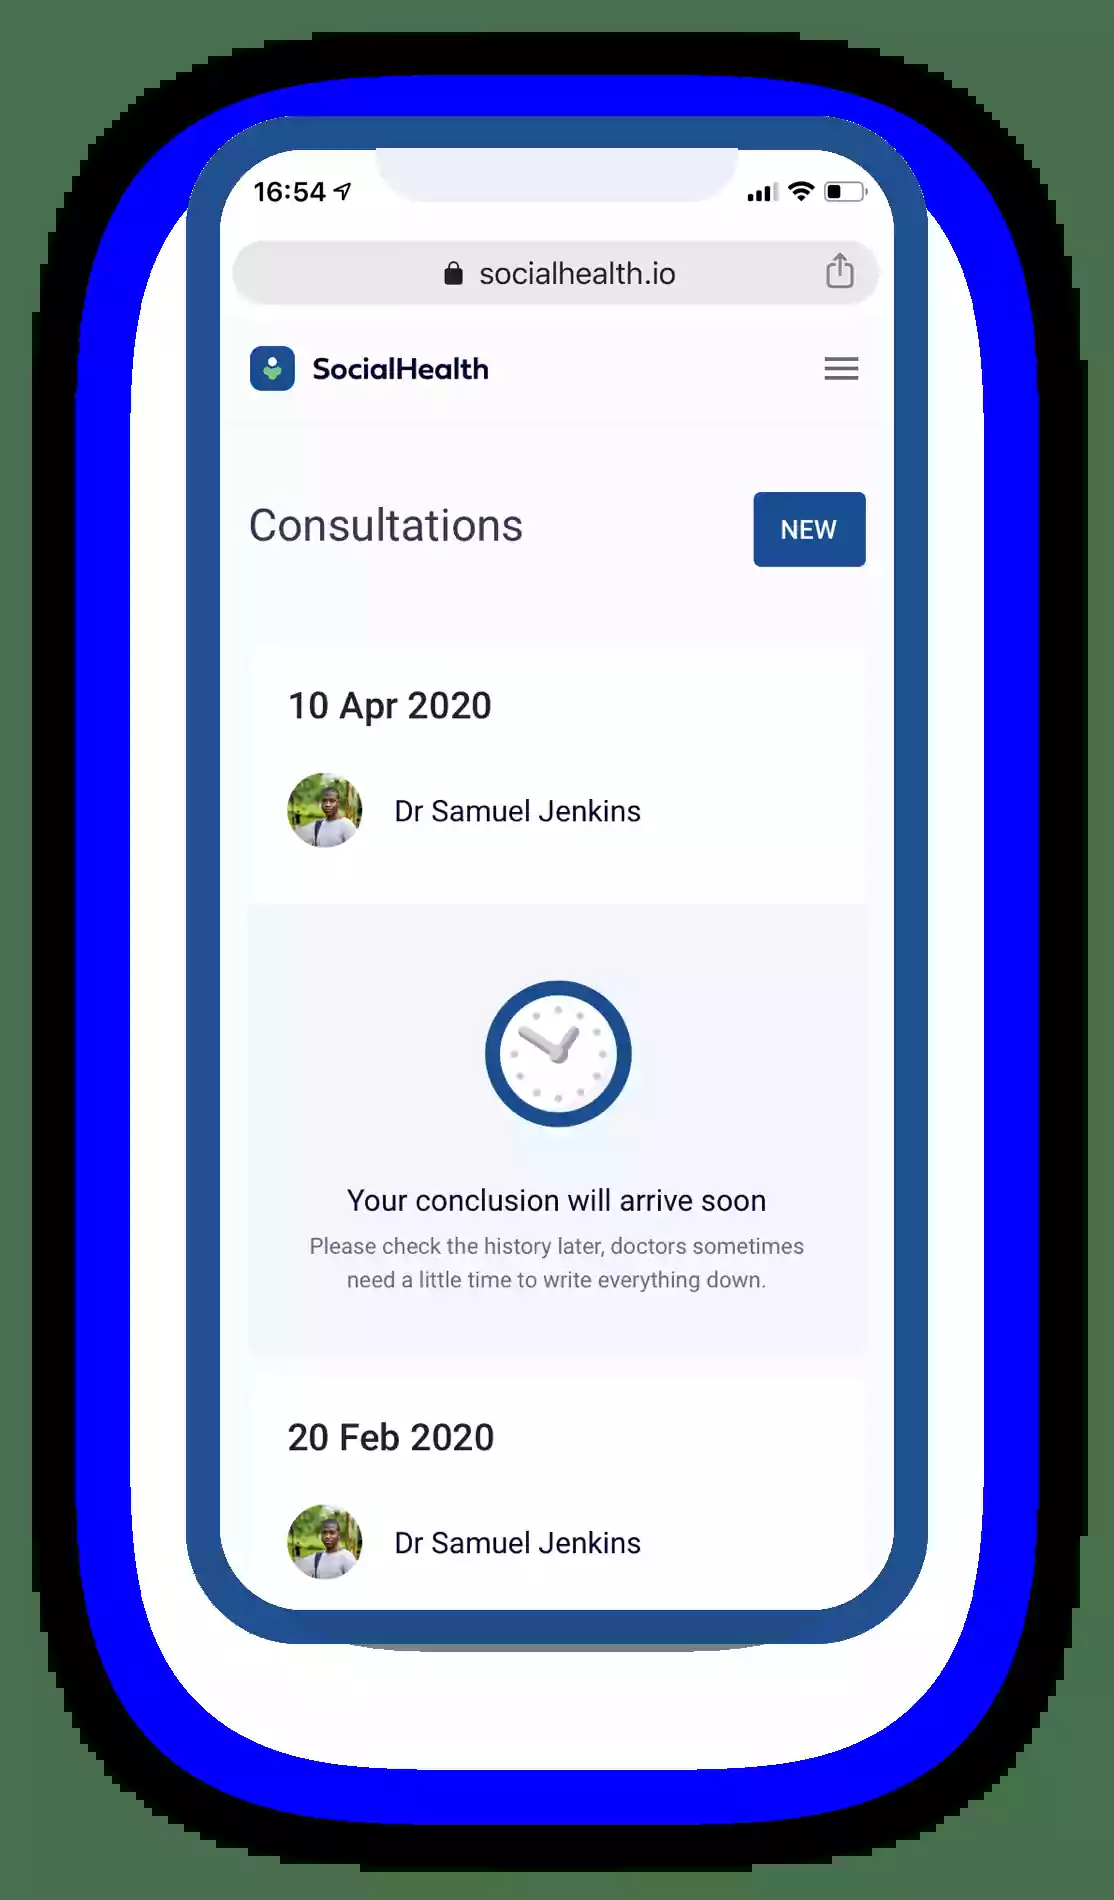 16:54
socialhealth.io
SocialHealth
Consultations
NEW
10 Apr 2020
Dr Samuel Jenkins
Your conclusion will arrive soon
Please check the history later, doctors sometimes
need a little time to write everything down.
20 Feb 2020
Dr Samuel Jenkins